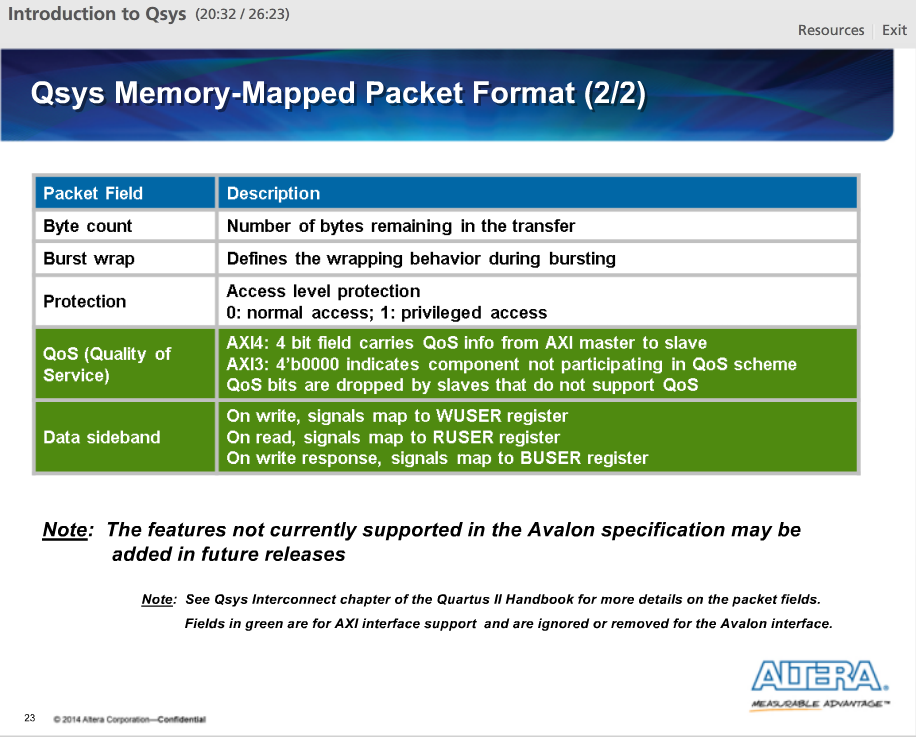 Introduction to Qsys (20:32 / 26:23)
Resources Exit
Qsys Memory-Mapped Packet Format (2/2)
Packet Field Description
Byte count Number of bytes remaining in the transfer
Burst wrap Defines the wrapping behavior during bursting
Protection
Access level protection
0: normal access; 1: privileged access
QoS (Quality of
Service)
AXI4: 4 bit field carries QoS info from AXI master to slave
AXI3: 4’b0000 indicates component not participating in QoS scheme
QoS bits are dropped by slaves that do not support QoS
Data sideband
On write, signals map to WUSER register
On read, signals map to RUSER register
On write response, signals map to BUSER register
Note: The features not currently supported in the Avalon specification may be
added in future releases
Note: See Qsys Interconnect chapter of the Quartus II Handbook for more details on the packet fields.
Fields in green are for AXI interface support and are ignored or removed for the Avalon interface.
ALTERA®
MEASURABLE ADVANTAGE™
23 © 2014 Altera Corporation—Confidential